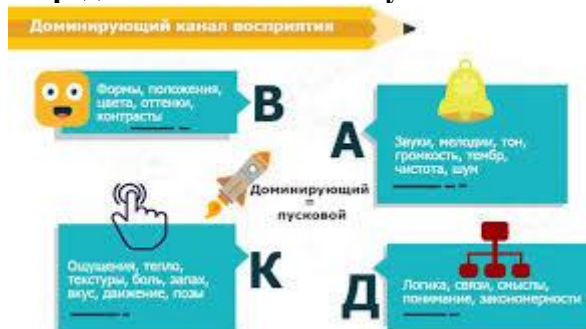 Доминирующий канал восприятия
Формы, положения,
цвета, оттенки,
контрасты
В
А
Звуки, мелодии, тон,
громкость, тембр,
чистота, шум
Доминирующий
=
пусковой
Ощущения, тепло,
текстуры, боль, запах,
вкус, движение, позы
К
Д
Логика, связи, смыслы,
понимание, закономерности